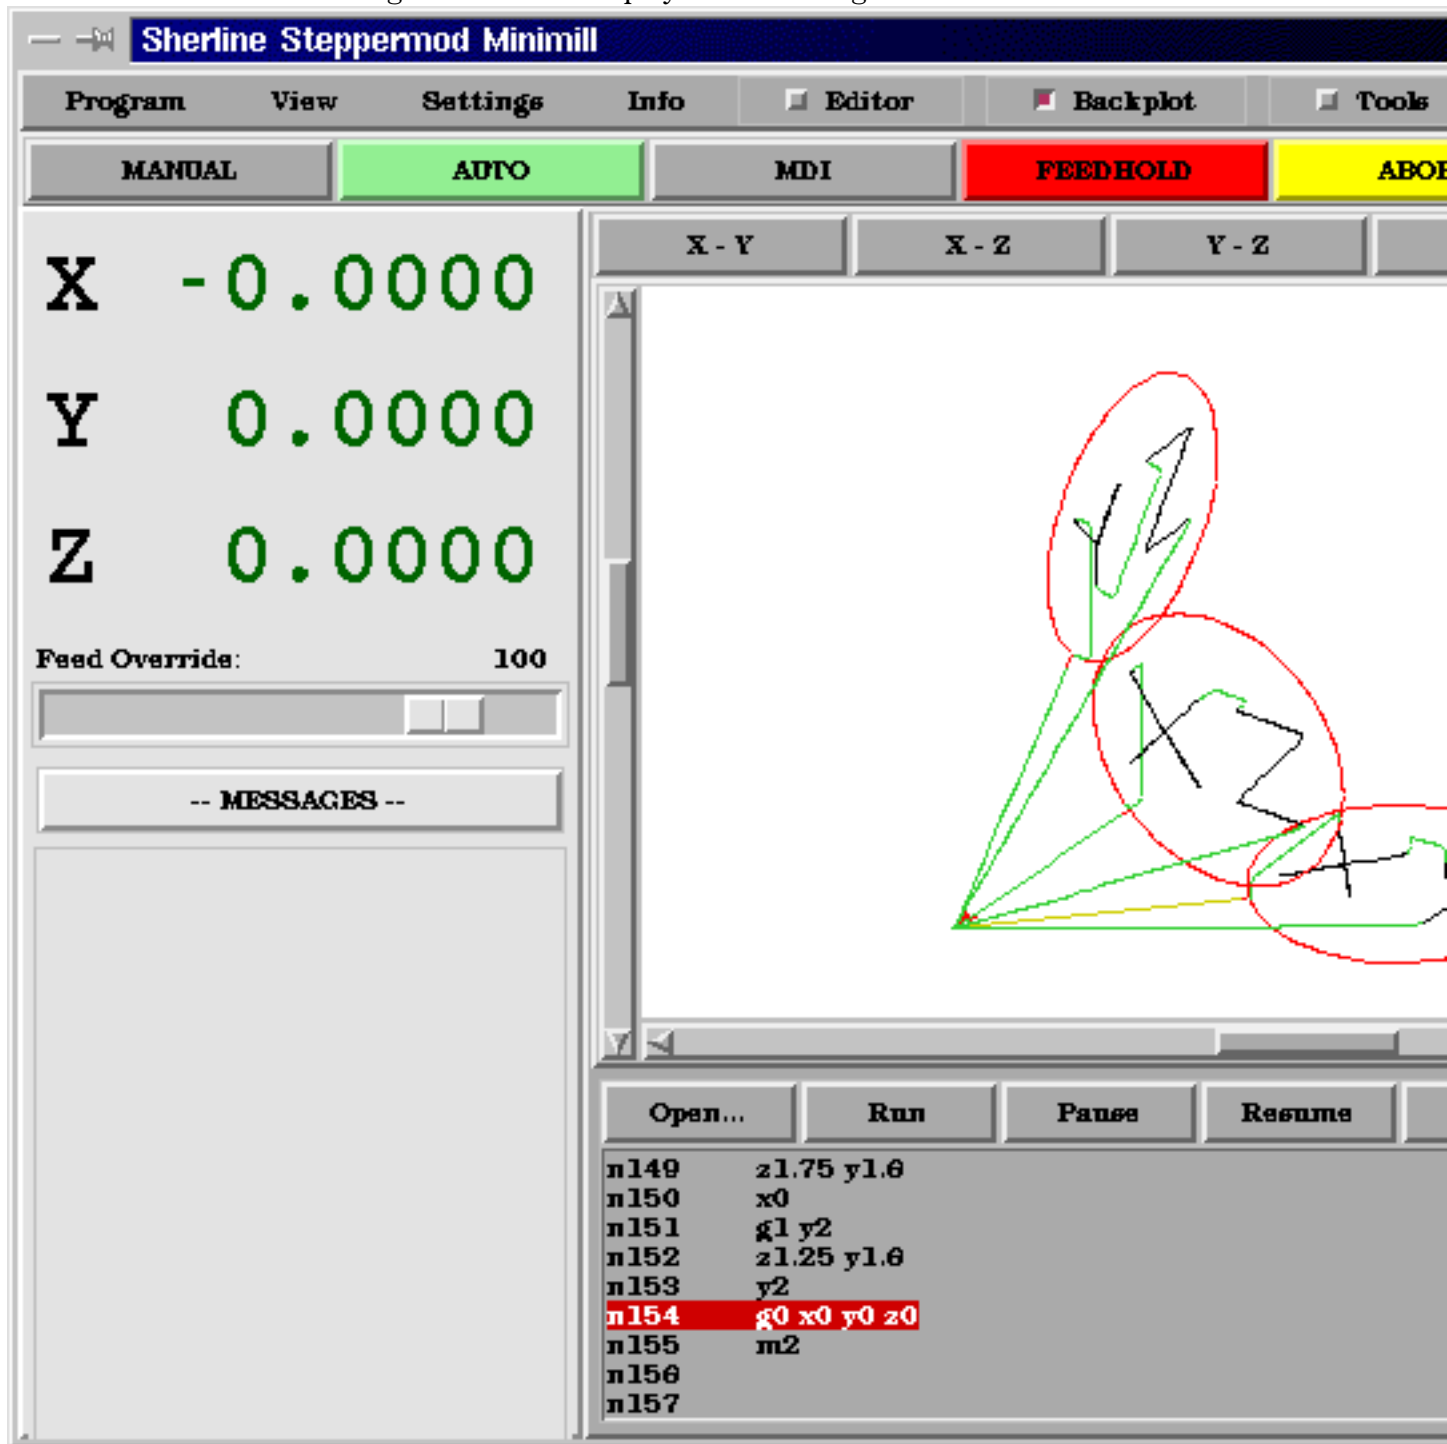 Sherline Steppermod Minimill
Program View Settings Info Editor Backplot Tools
MANUAL AUTO MDI FEEDHOLD
X - Y X - Z Y - Z
X -0.0000
Y 0.0000
Z 0.0000
Feed Override: 100
-- MESSAGES --
YZ
XZ
X
Open... Run Pause Resume
n149 z1.75 y1.6
n150 x0
n151 g1 y2
n152 z1.25 y1.6
n153 y2
n154 g0 x0 y0 z0
n155 m2
n156
n157